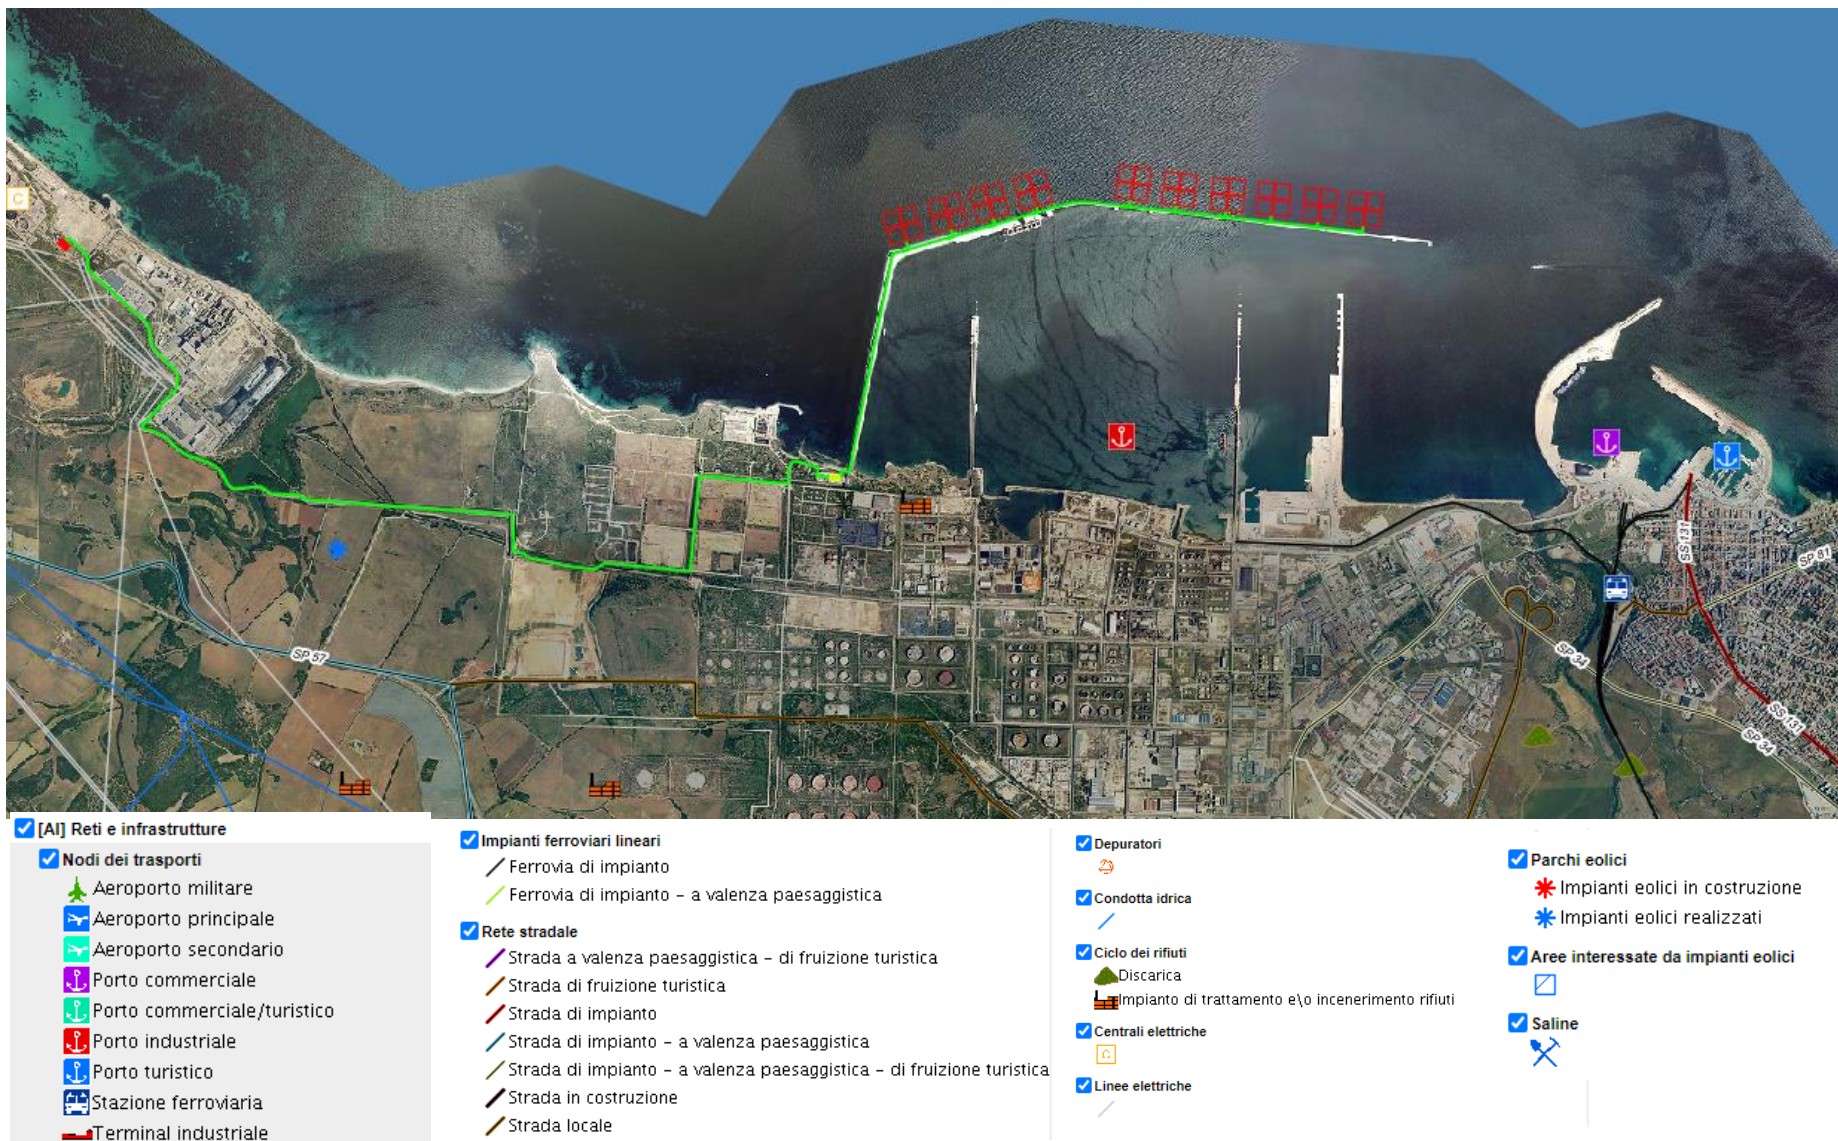 C
SS 131
SP 81
SP 57
SP 34
SS 131
SP 34
[AI] Reti e infrastrutture
Nodi dei trasporti
Aeroporto militare
Aeroporto principale
Aeroporto secondario
Porto commerciale
Porto commerciale/turistico
Porto industriale
Porto turistico
Stazione ferroviaria
Terminal industriale
Impianti ferroviari lineari
Ferrovia di impianto
Ferrovia di impianto – a valenza paesaggistica
Rete stradale
Strada a valenza paesaggistica – di fruizione turistica
Strada di fruizione turistica
Strada di impianto
Strada di impianto – a valenza paesaggistica
Strada di impianto – a valenza paesaggistica – di fruizione turistica
Strada in costruzione
Strada locale
Depuratori
Condotta idrica
Ciclo dei rifiuti
Discarica
Impianto di trattamento e\o incenerimento rifiuti
Centrali elettriche
C
Linee elettriche
Parchi eolici
Impianti eolici in costruzione
Impianti eolici realizzati
Aree interessate da impianti eolici
Saline